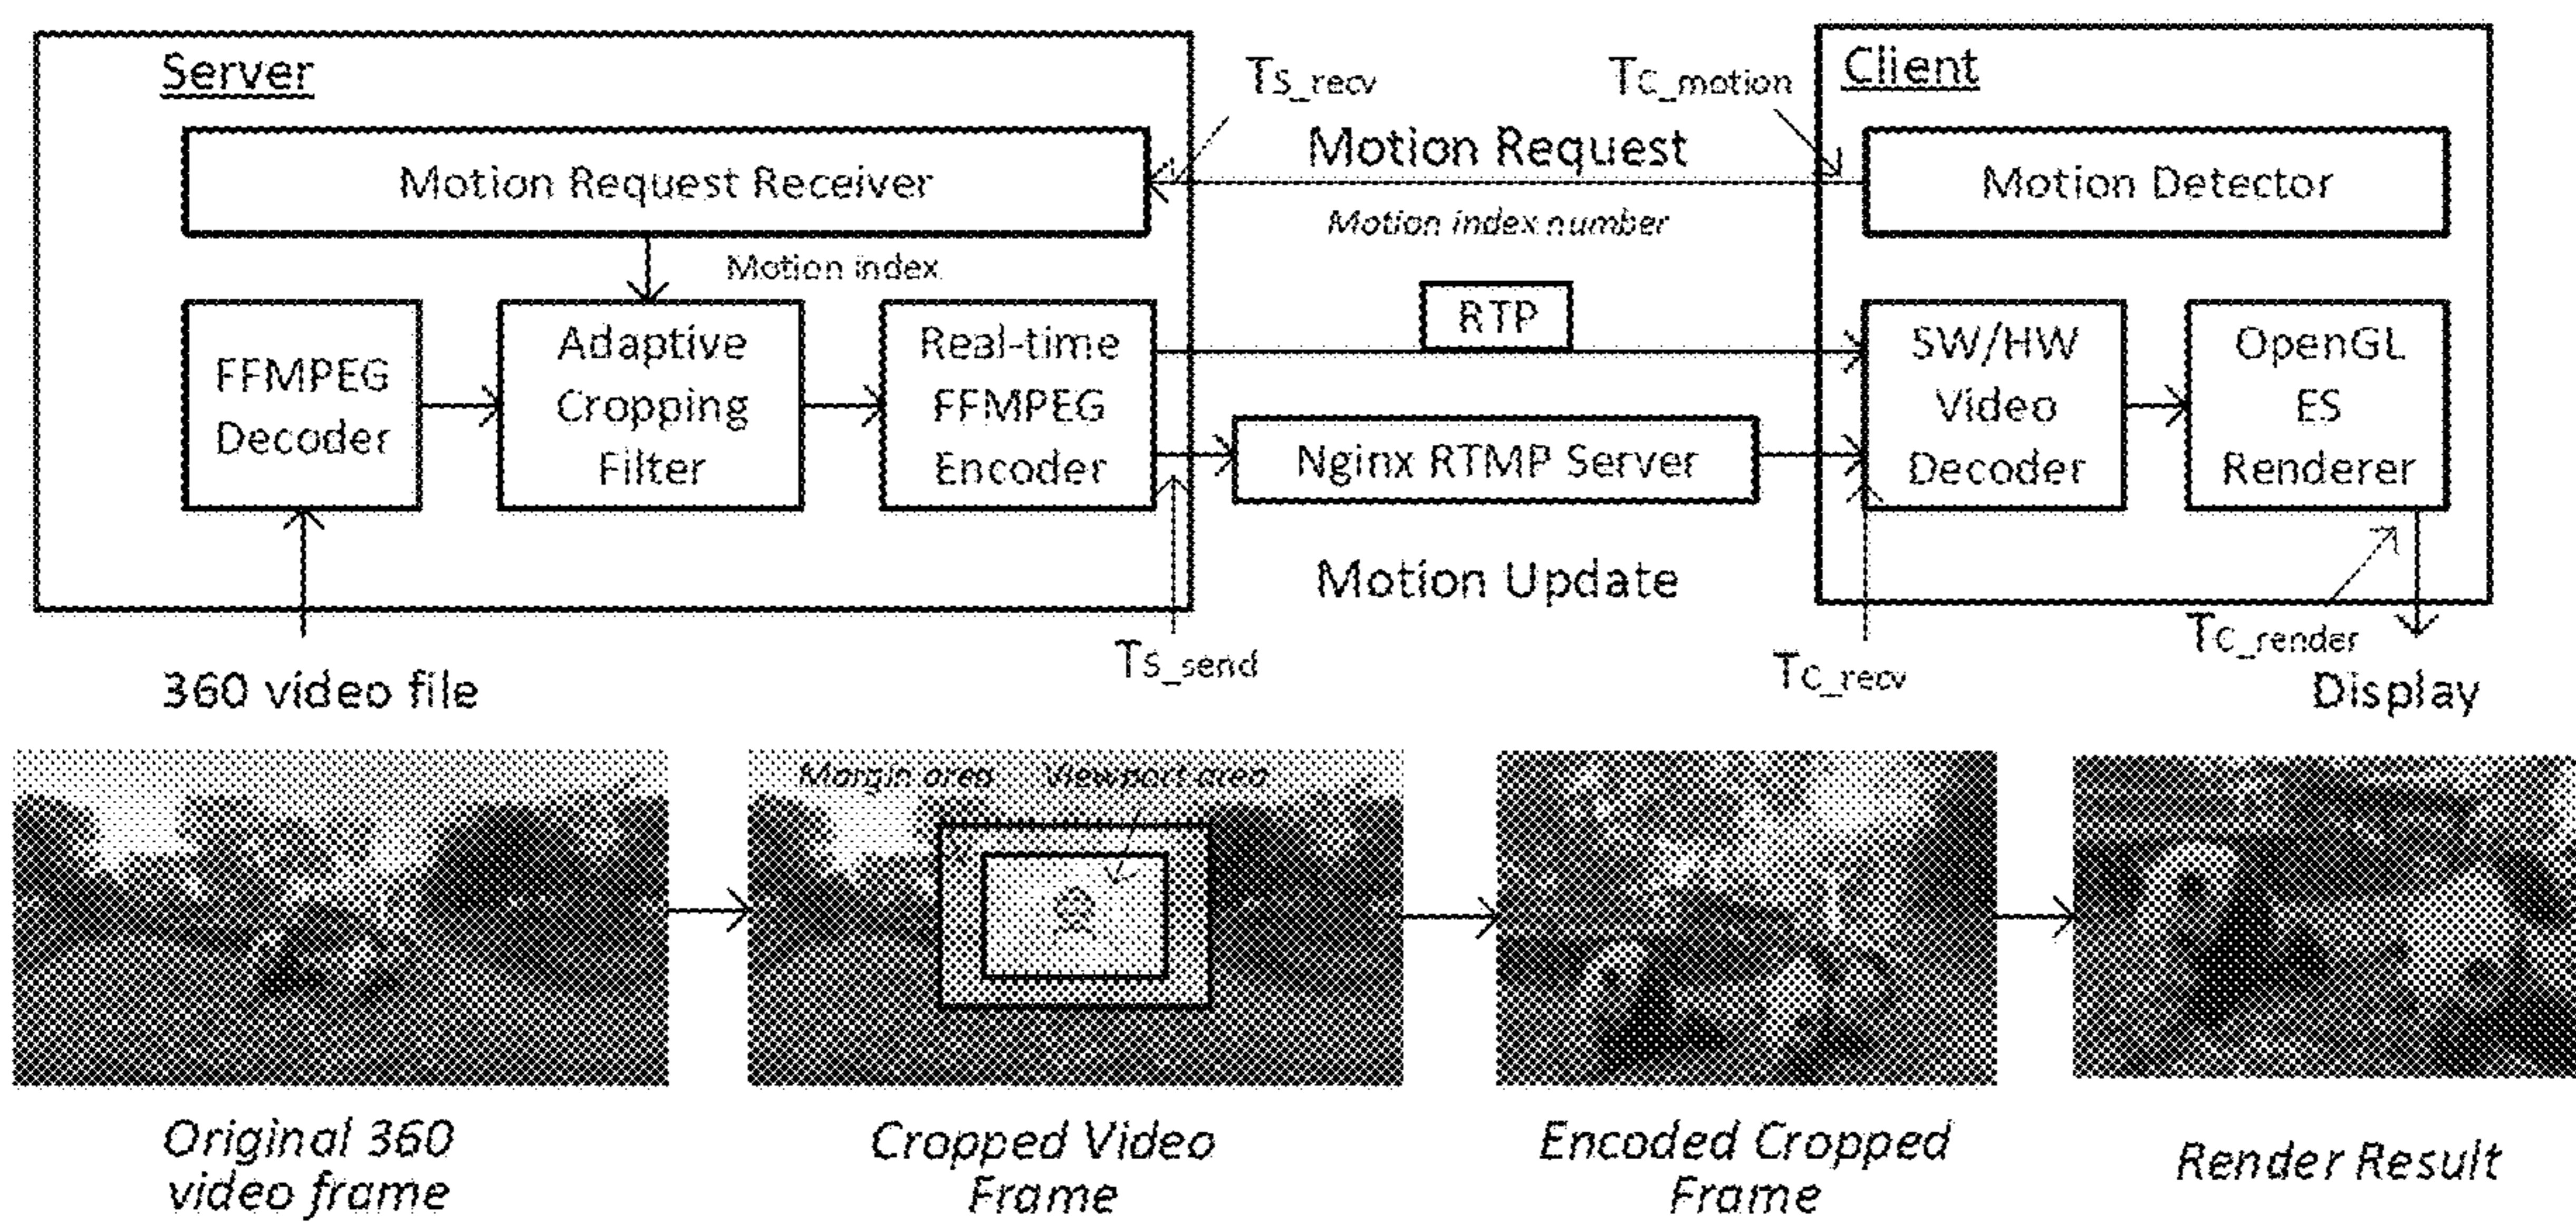 Server
Client
TS_recv
TC_motion
Motion Request Receiver
Motion Request
Motion Detector
Motion index number
Motion index
FFMPEG
Decoder
Adaptive
Cropping
Filter
Real-time
FFMPEG
Encoder
RTP
Nginx RTMP Server
SW/HW
Video
Decoder
OpenGL
ES
Renderer
Motion Update
360 video file
TS_send
TC_recv
TC_render
Display
Margin area
Viewport area
Original 360
video frame
Cropped Video
Frame
Encoded Cropped
Frame
Render Result